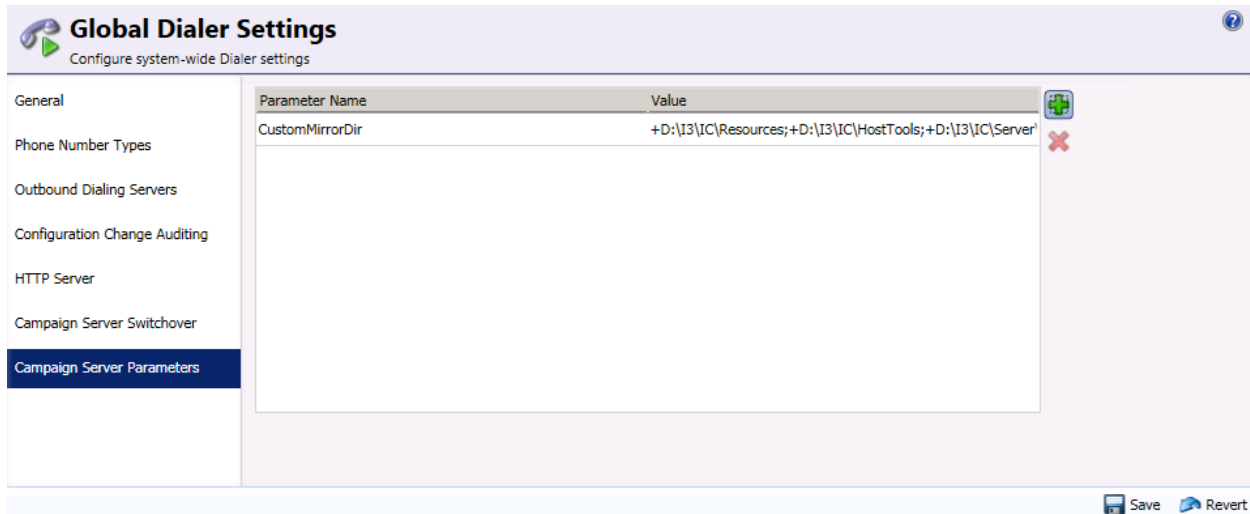 Global Dialer Settings
Configure system-wide Dialer settings
General
Phone Number Types
Outbound Dialing Servers
Configuration Change Auditing
HTTP Server
Campaign Server Switchover
Campaign Server Parameters
Parameter Name Value
CustomMirrorDir +D:\I3\IC\Resources;+D:\I3\IC\HostTools;+D:\I3\IC\Server\
Save Revert